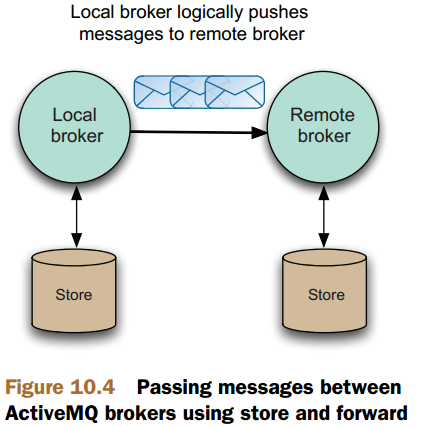 Local broker logically pushes
messages to remote broker
Local
broker
Remote
broker
Store
Store
Figure 10.4 Passing messages between
ActiveMQ brokers using store and forward